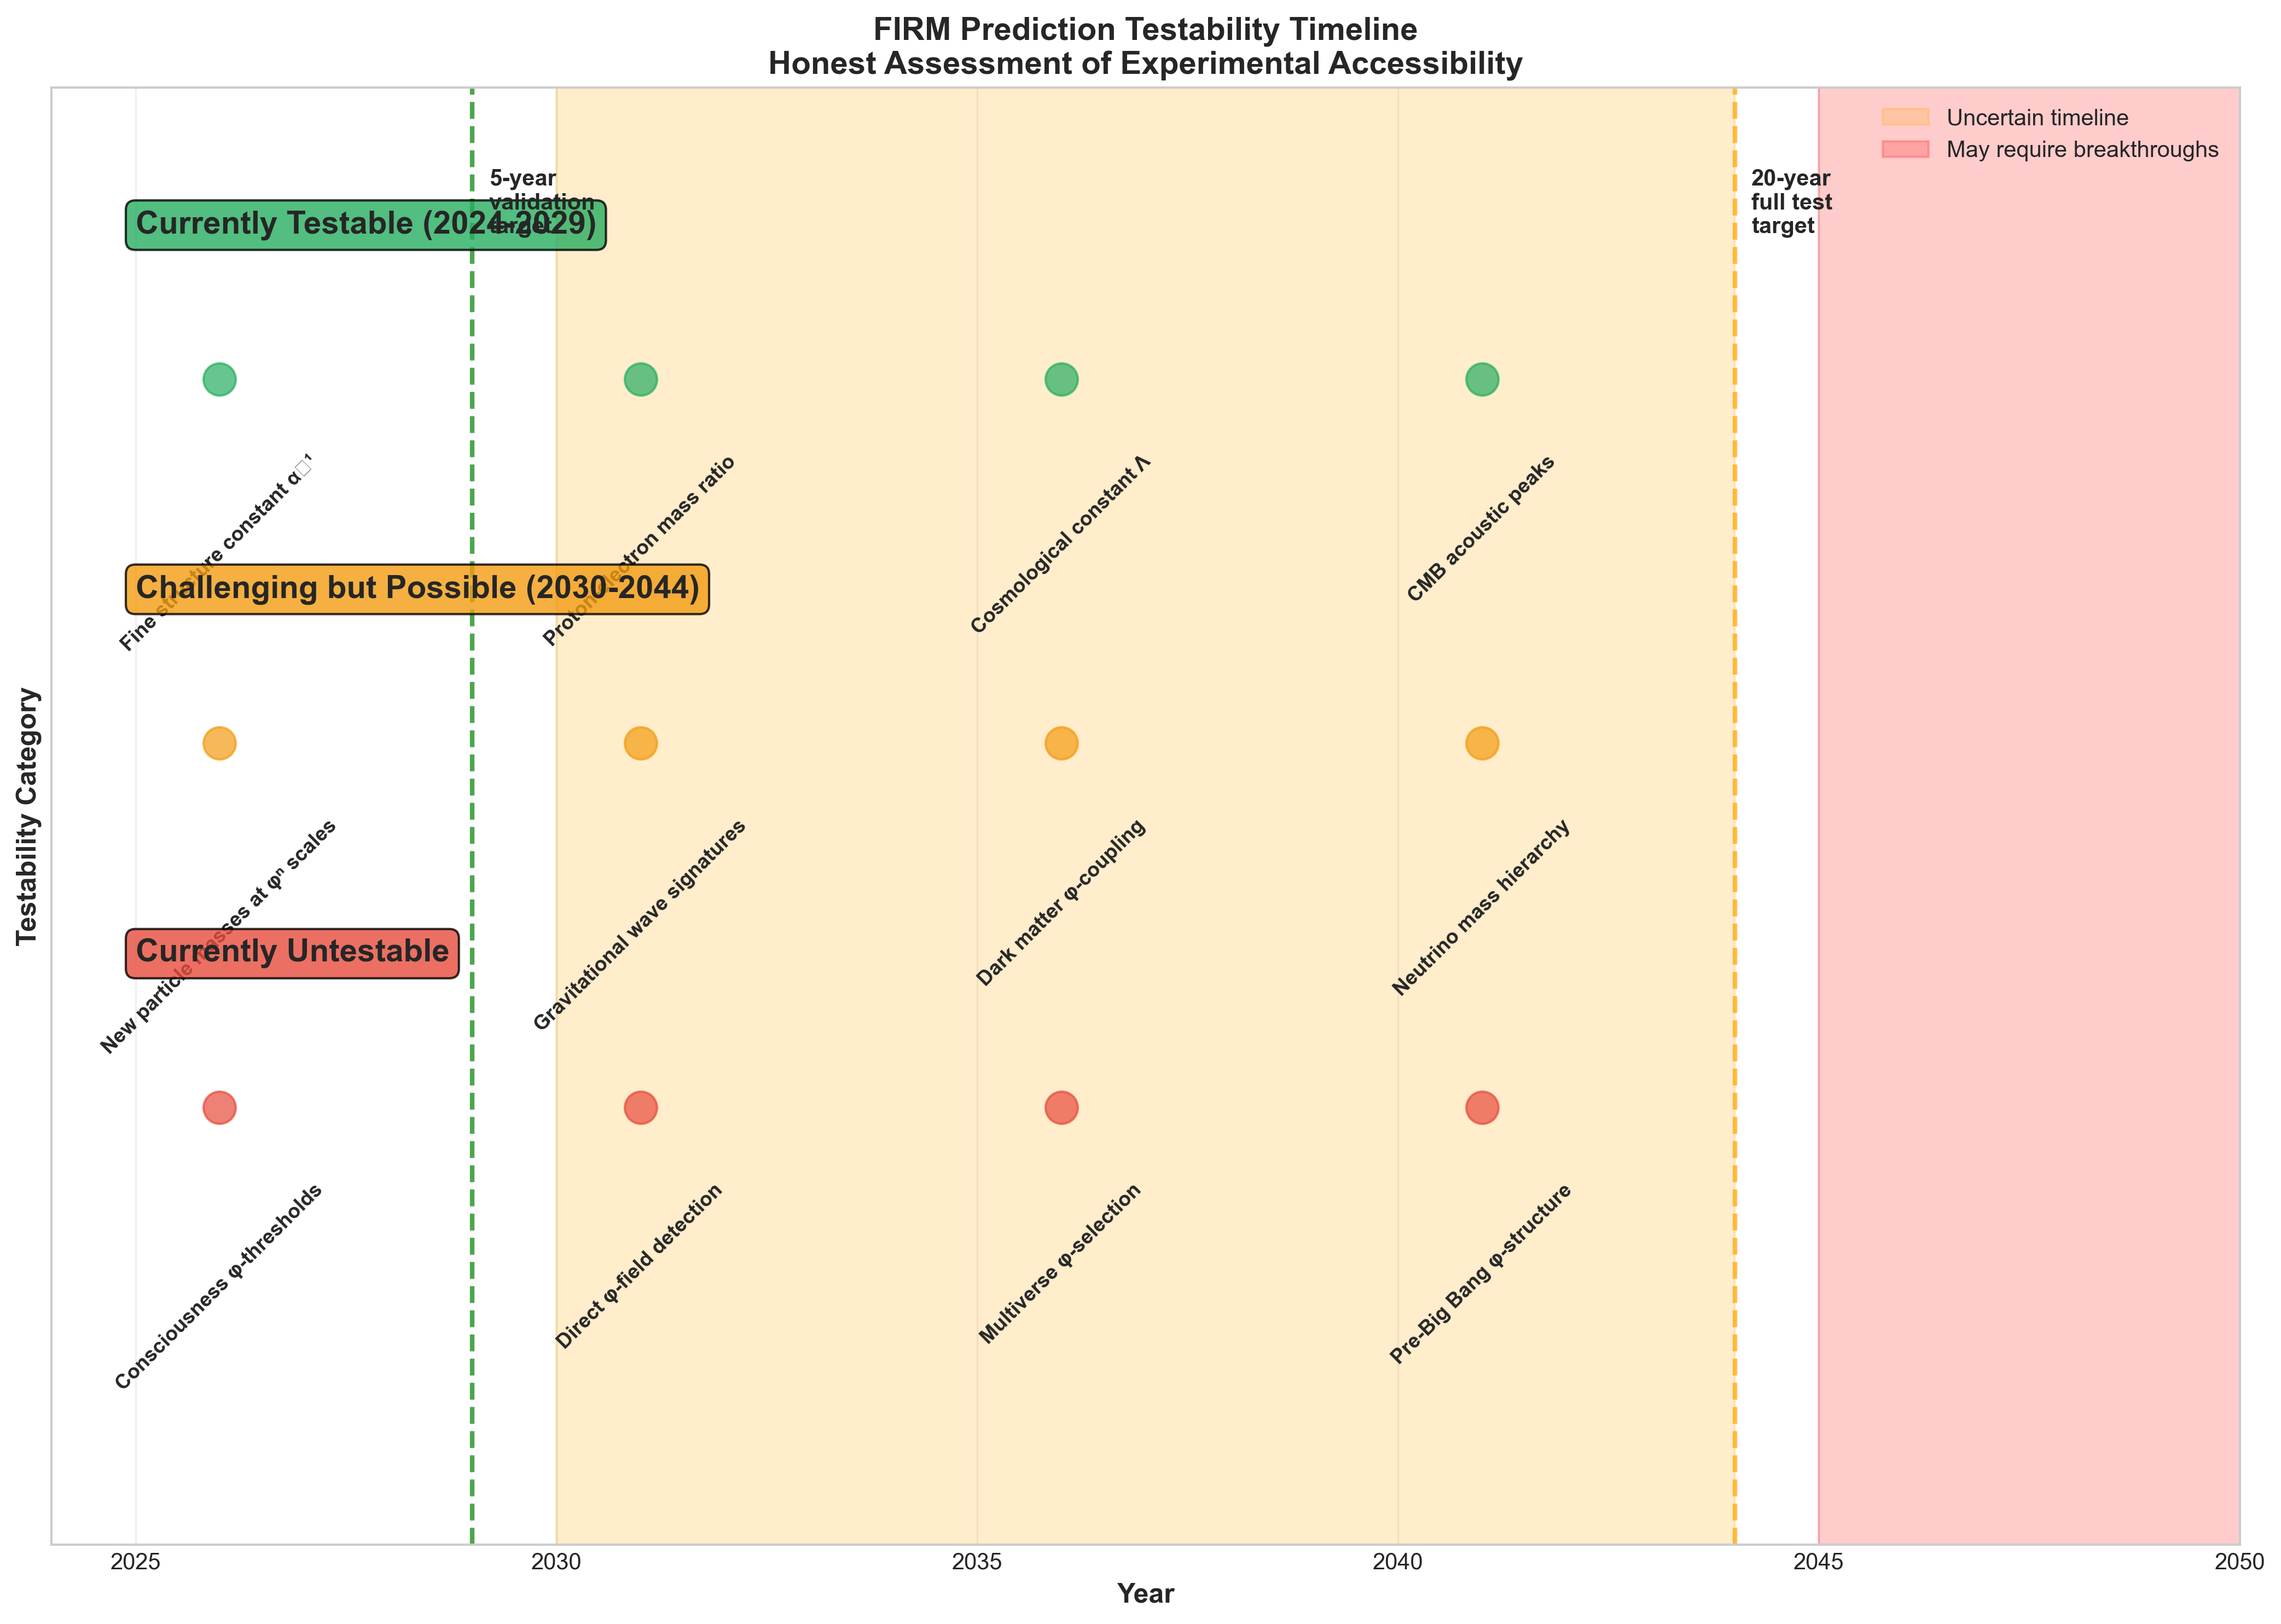 FIRM Prediction Testability Timeline
Honest Assessment of Experimental Accessibility
Uncertain timeline
May require breakthroughs
5-year
validation
target
20-year
full test
target
Currently Testable (2024-2029)
Fine structure constant α□¹
Proton-electron mass ratio
Cosmological constant Λ
CMB acoustic peaks
Challenging but Possible (2030-2044)
New particle masses at φⁿ scales
Gravitational wave signatures
Dark matter φ-coupling
Neutrino mass hierarchy
Currently Untestable
Consciousness φ-thresholds
Direct φ-field detection
Multiverse φ-selection
Pre-Big Bang φ-structure
Testability Category
2025
2030
2035
2040
2045
2050
Year